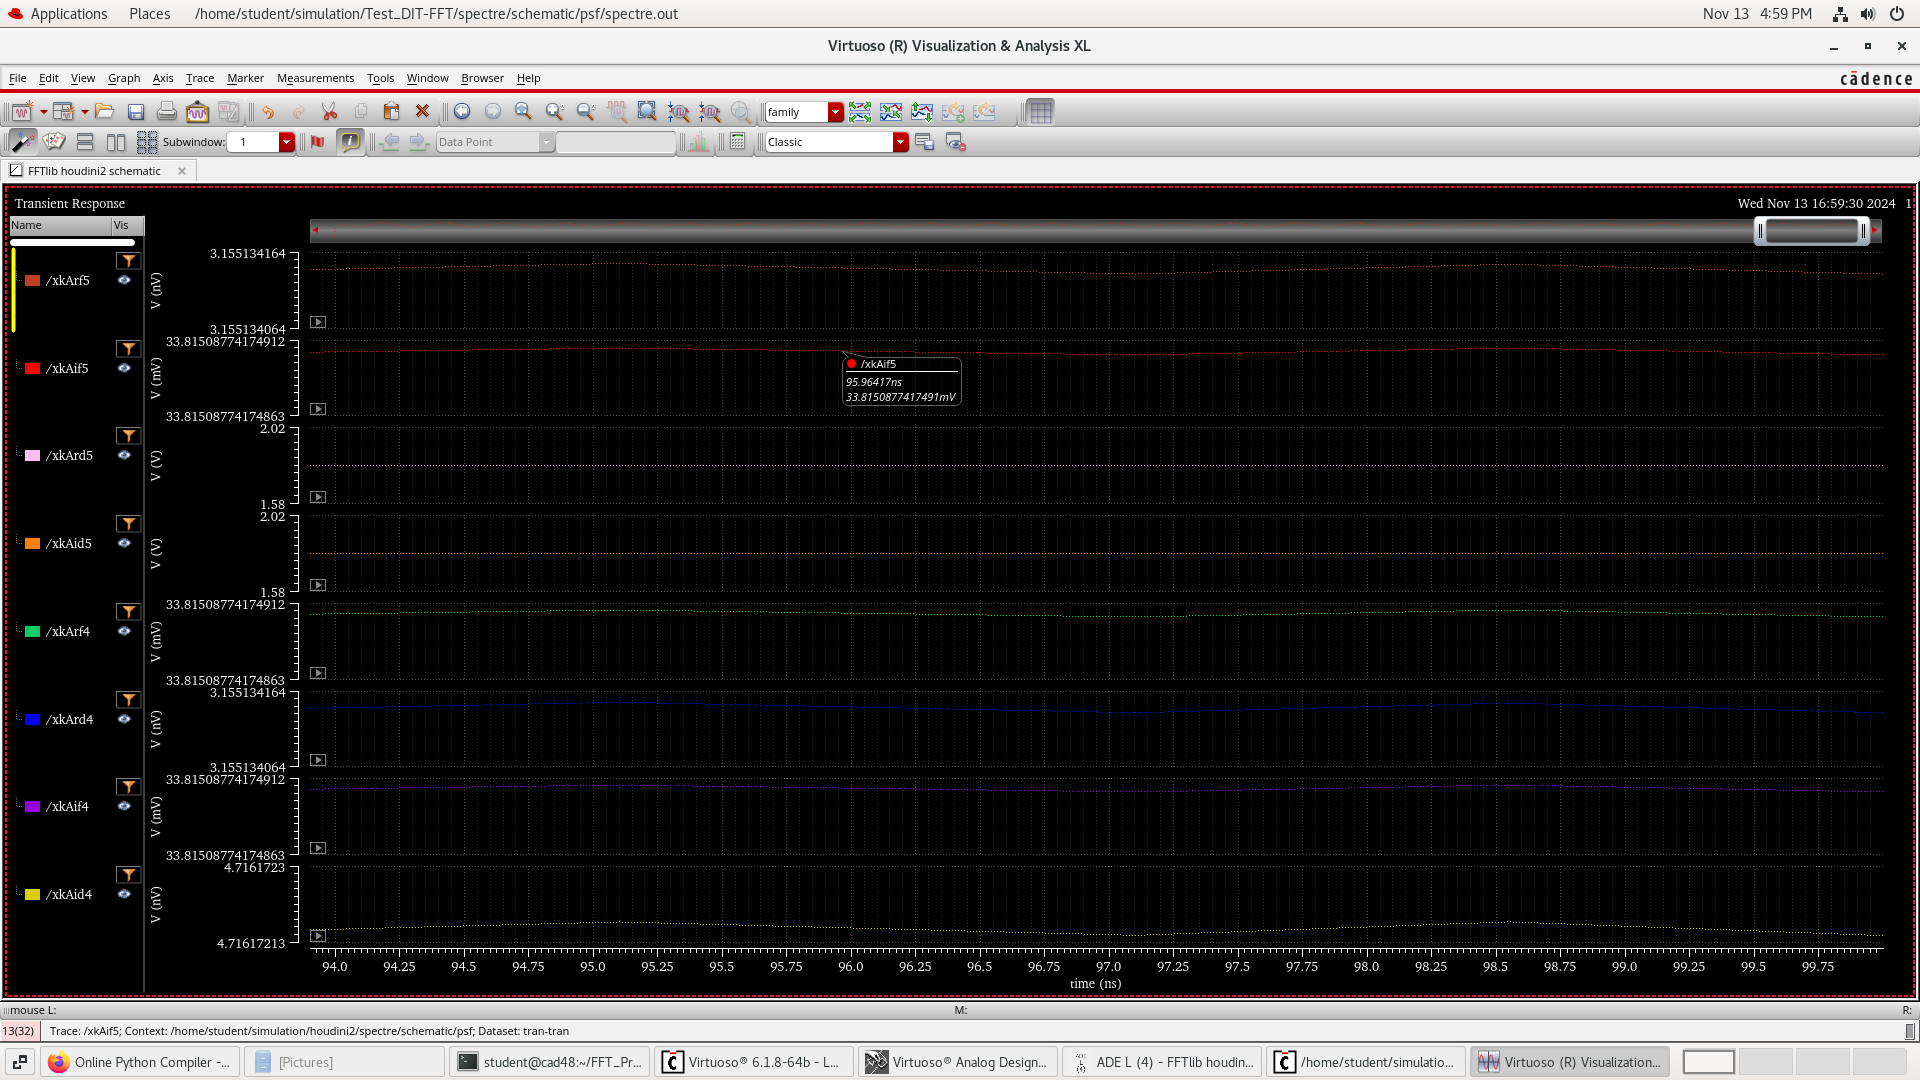 Applications Places /home/student/simulation/Test_DIT-FFT/spectre/schematic/psf/spectre.out Nov 13 4:59 PM
Virtuoso (R) Visualization & Analysis XL
File Edit View Graph Axis Trace Marker Measurements Tools Window Browser Help cādence
family
Subwindow: 1 Data Point Classic
FFTlib houdini2 schematic
Transient Response Wed Nov 13 16:59:30 2024 1
Name Vis
/xkArf5 V (nV) 3.155134164
3.155134064
/xkAif5 V (mV) 33.81508774174912
33.81508774174863
/xkAif5
95.96417ns
33.8150877417491mV
/xkArd5 V (V) 2.02
1.58
/xkAid5 V (V) 2.02
1.58
/xkArf4 V (mV) 33.81508774174912
33.81508774174863
/xkArd4 V (nV) 3.155134164
3.155134064
/xkAif4 V (mV) 33.81508774174912
33.81508774174863
/xkAid4 V (nV) 4.7161723
4.71617213
94.0 94.25 94.5 94.75 95.0 95.25 95.5 95.75 96.0 96.25 96.5 96.75 97.0 97.25 97.5 97.75 98.0 98.25 98.5 98.75 99.0 99.25 99.5 99.75
time (ns)
mouse L: M: R:
13(32) Trace: /xkAif5; Context: /home/student/simulation/houdini2/spectre/schematic/psf; Dataset: tran-tran
Online Python Compiler -... [Pictures] student@cad48:~/FFT_Pr... Virtuoso® 6.1.8-64b - L... Virtuoso® Analog Design... ADE L (4) - FFTlib houdin... /home/student/simulatio... Virtuoso (R) Visualization...